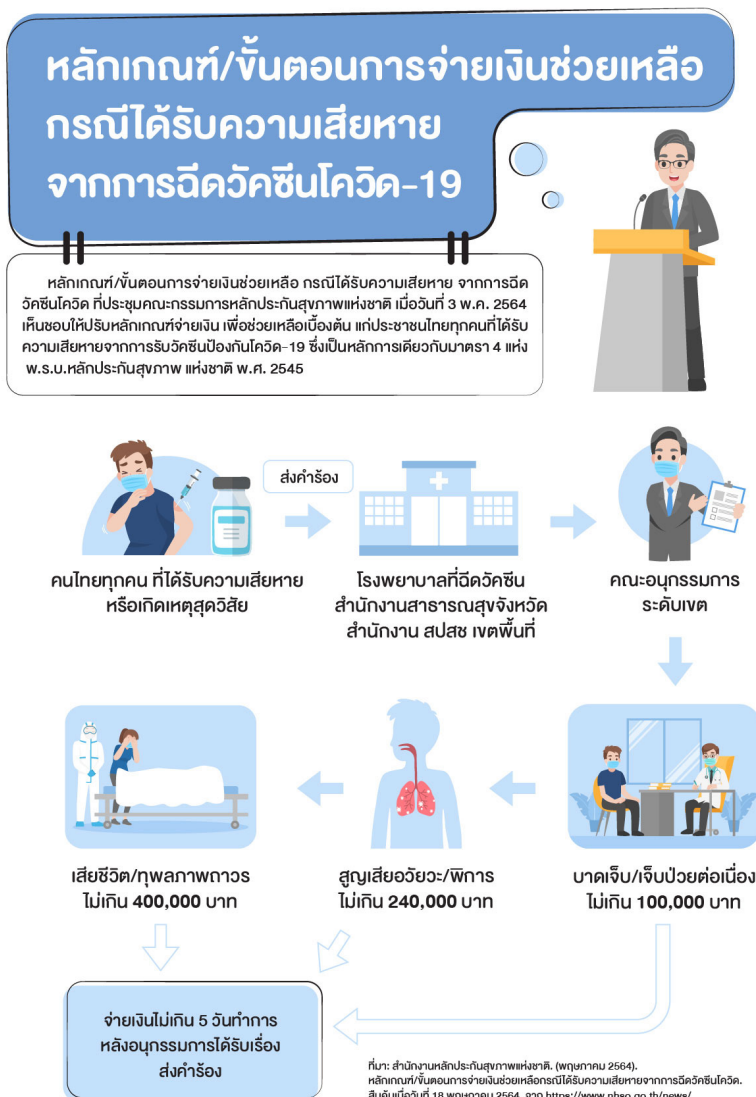 หลักเกณฑ์/ขั้นตอนการจ่ายเงินช่วยเหลือ
กรณีได้รับความเสียหาย
จากการฉีดวัคซีนโควิด-19
หลักเกณฑ์/ขั้นตอนการจ่ายเงินช่วยเหลือ กรณีได้รับความเสียหาย จากการฉีด
วัคซีนโควิด ที่ประชุมคณะกรรมการหลักประกันสุขภาพแห่งชาติ เมื่อวันที่ 3 พ.ค. 2564
เห็นชอบให้ปรับหลักเกณฑ์จ่ายเงิน เพื่อช่วยเหลือเบื้องต้น แก่ประชาชนไทยทุกคนที่ได้รับ
ความเสียหายจากการรับวัคซีนป้องกันโควิด-19 ซึ่งเป็นหลักการเดียวกับมาตรา 4 แห่ง
พ.ร.บ.หลักประกันสุขภาพ แห่งชาติ พ.ศ. 2545
ส่งคำร้อง
คนไทยทุกคน ที่ได้รับความเสียหาย
หรือเกิดเหตุสุดวิสัย
โรงพยาบาลที่ฉีดวัคซีน
สำนักงานสาธารณสุขจังหวัด
สำนักงาน สปสช เขตพื้นที่
คณะอนุกรรมการ
ระดับเขต
เสียชีวิต/ทุพลภาพถาวร
ไม่เกิน 400,000 บาท
สูญเสียอวัยวะ/พิการ
ไม่เกิน 240,000 บาท
บาดเจ็บ/เจ็บป่วยต่อเนื่อง
ไม่เกิน 100,000 บาท
จ่ายเงินไม่เกิน 5 วันทำการ
หลังอนุกรรมการได้รับเรื่อง
ส่งคำร้อง
ที่มา: สำนักงานหลักประกันสุขภาพแห่งชาติ. (พฤษภาคม 2564).
หลักเกณฑ์/ขั้นตอนการจ่ายเงินช่วยเหลือกรณีได้รับความเสียหายจากการฉีดวัคซีนโควิด.
สืบค้นเมื่อวันที่ 18 พฤษภาคม 2564, จาก https://www.nhso.go.th/news/